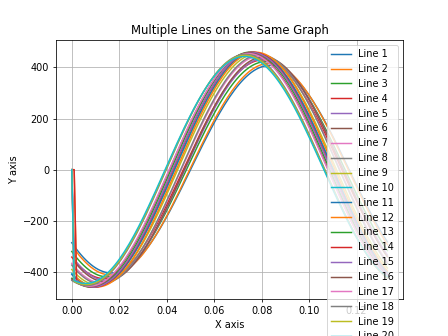 Multiple Lines on the Same Graph
Y axis
400
200
0
−200
−400
0.00
0.02
0.04
0.06
0.08
0.10
X axis
Line 1
Line 2
Line 3
Line 4
Line 5
Line 6
Line 7
Line 8
Line 9
Line 10
Line 11
Line 12
Line 13
Line 14
Line 15
Line 16
Line 17
Line 18
Line 19
Line 20